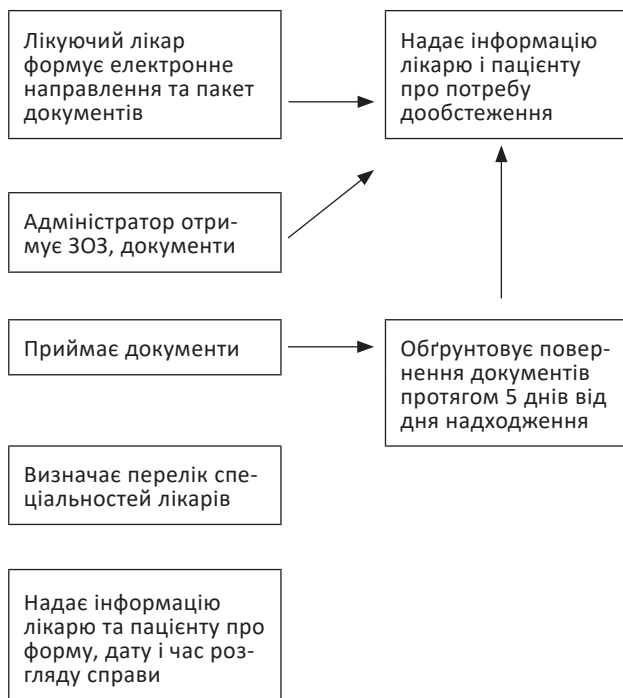 Лікуючий лікар
формує електронне
направлення та пакет
документів
Надає інформацію
лікарю і пацієнту
про потребу
дообстеження
Адміністратор отри-
мує ЗОЗ, документи
Приймає документи
Обґрунтовує повер-
нення документів
протягом 5 днів від
дня надходження
Визначає перелік спе-
ціальностей лікарів
Надає інформацію
лікарю та пацієнту про
форму, дату і час роз-
гляду справи